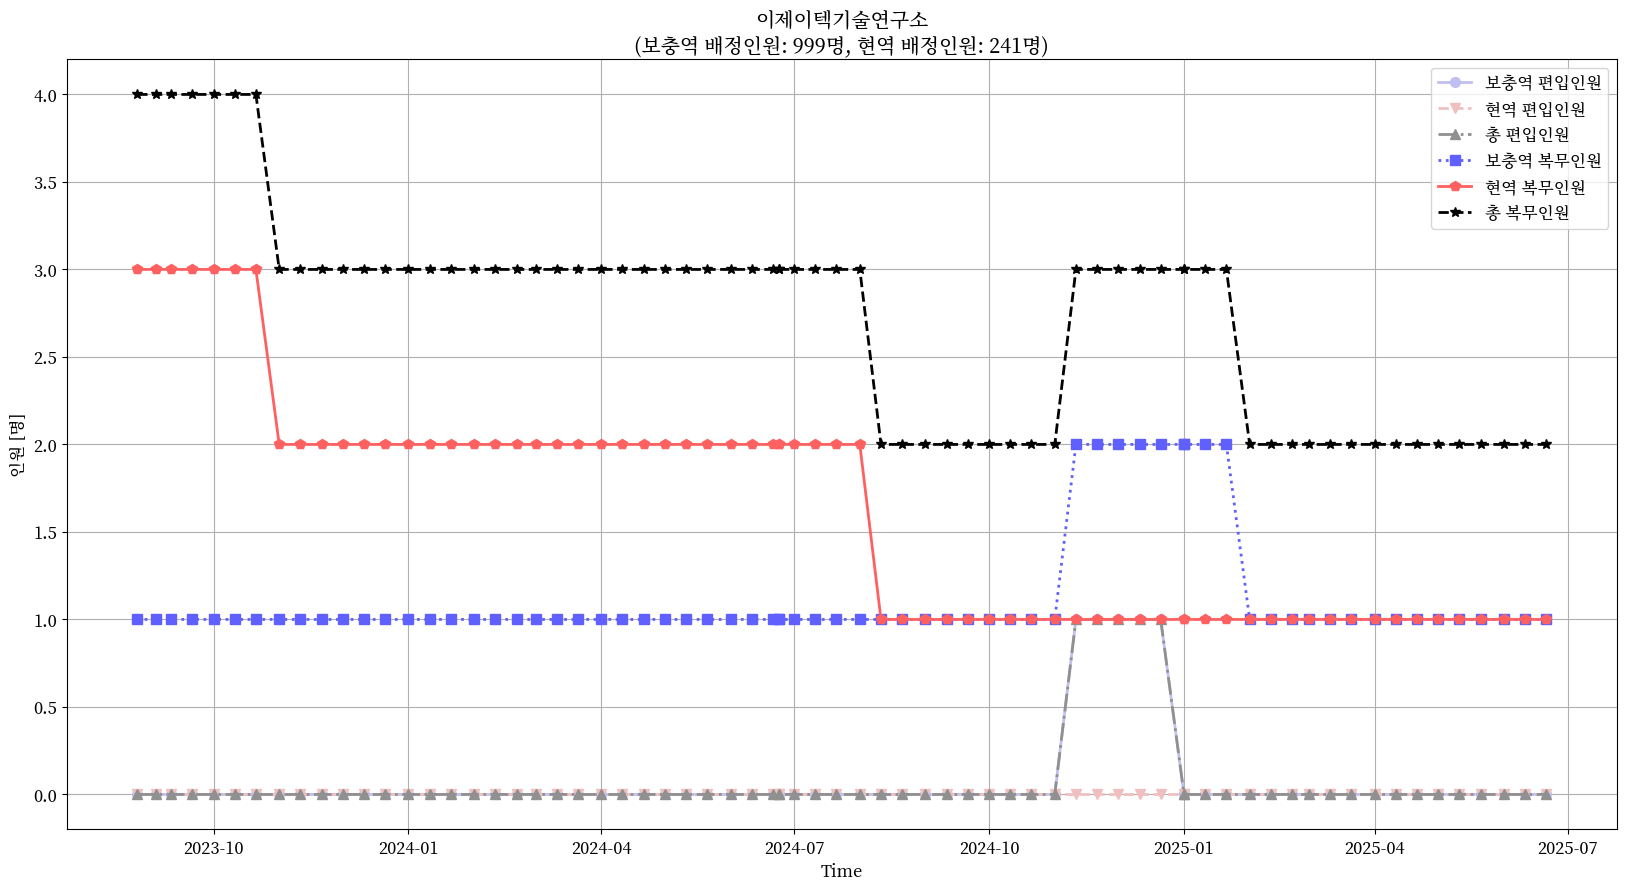 이제이텍기술연구소
(보충역 배정인원: 999명, 현역 배정인원: 241명)
보충역 편입인원
현역 편입인원
총 편입인원
보충역 복무인원
현역 복무인원
총 복무인원
인원 [명]
4.0
3.5
3.0
2.5
2.0
1.5
1.0
0.5
0.0
2023-10
2024-01
2024-04
2024-07
2024-10
2025-01
2025-04
2025-07
Time